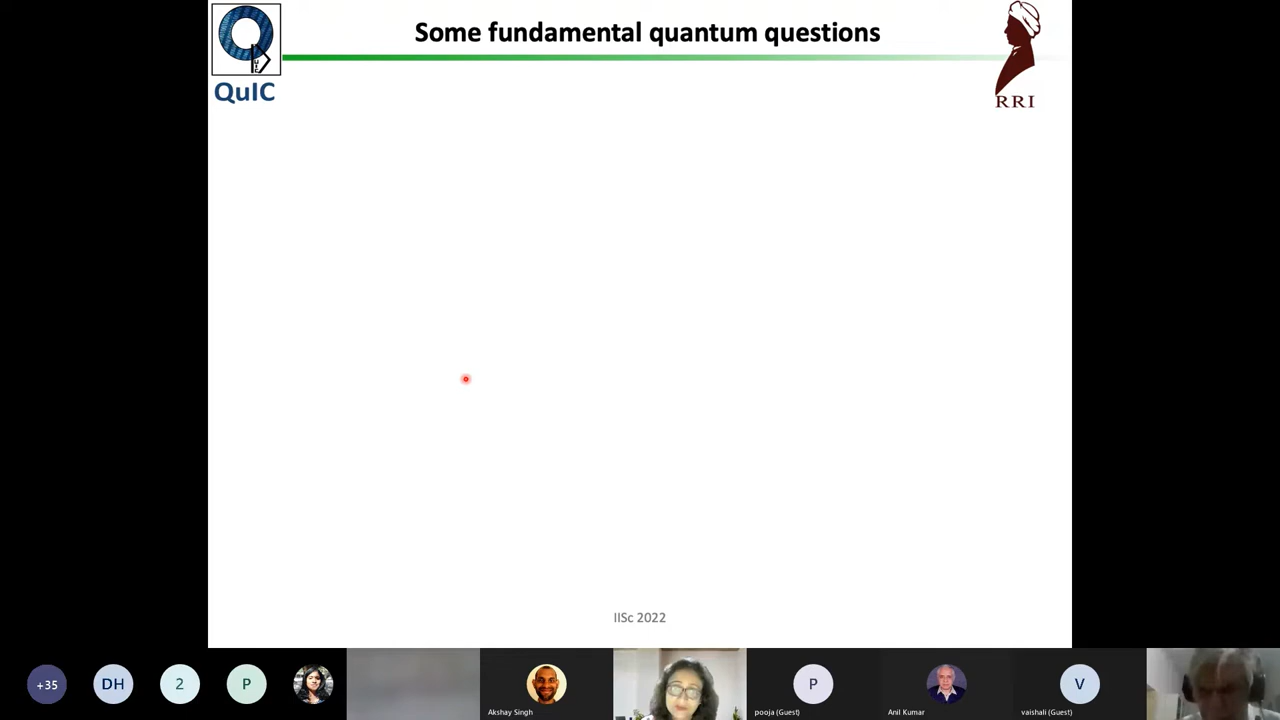 Some fundamental quantum questions
QuIC
RRI
IISc 2022
+35
DH
2
P
Akshay Singh
P
pooja (Guest)
Anil Kumar
V
vaishali (Guest)